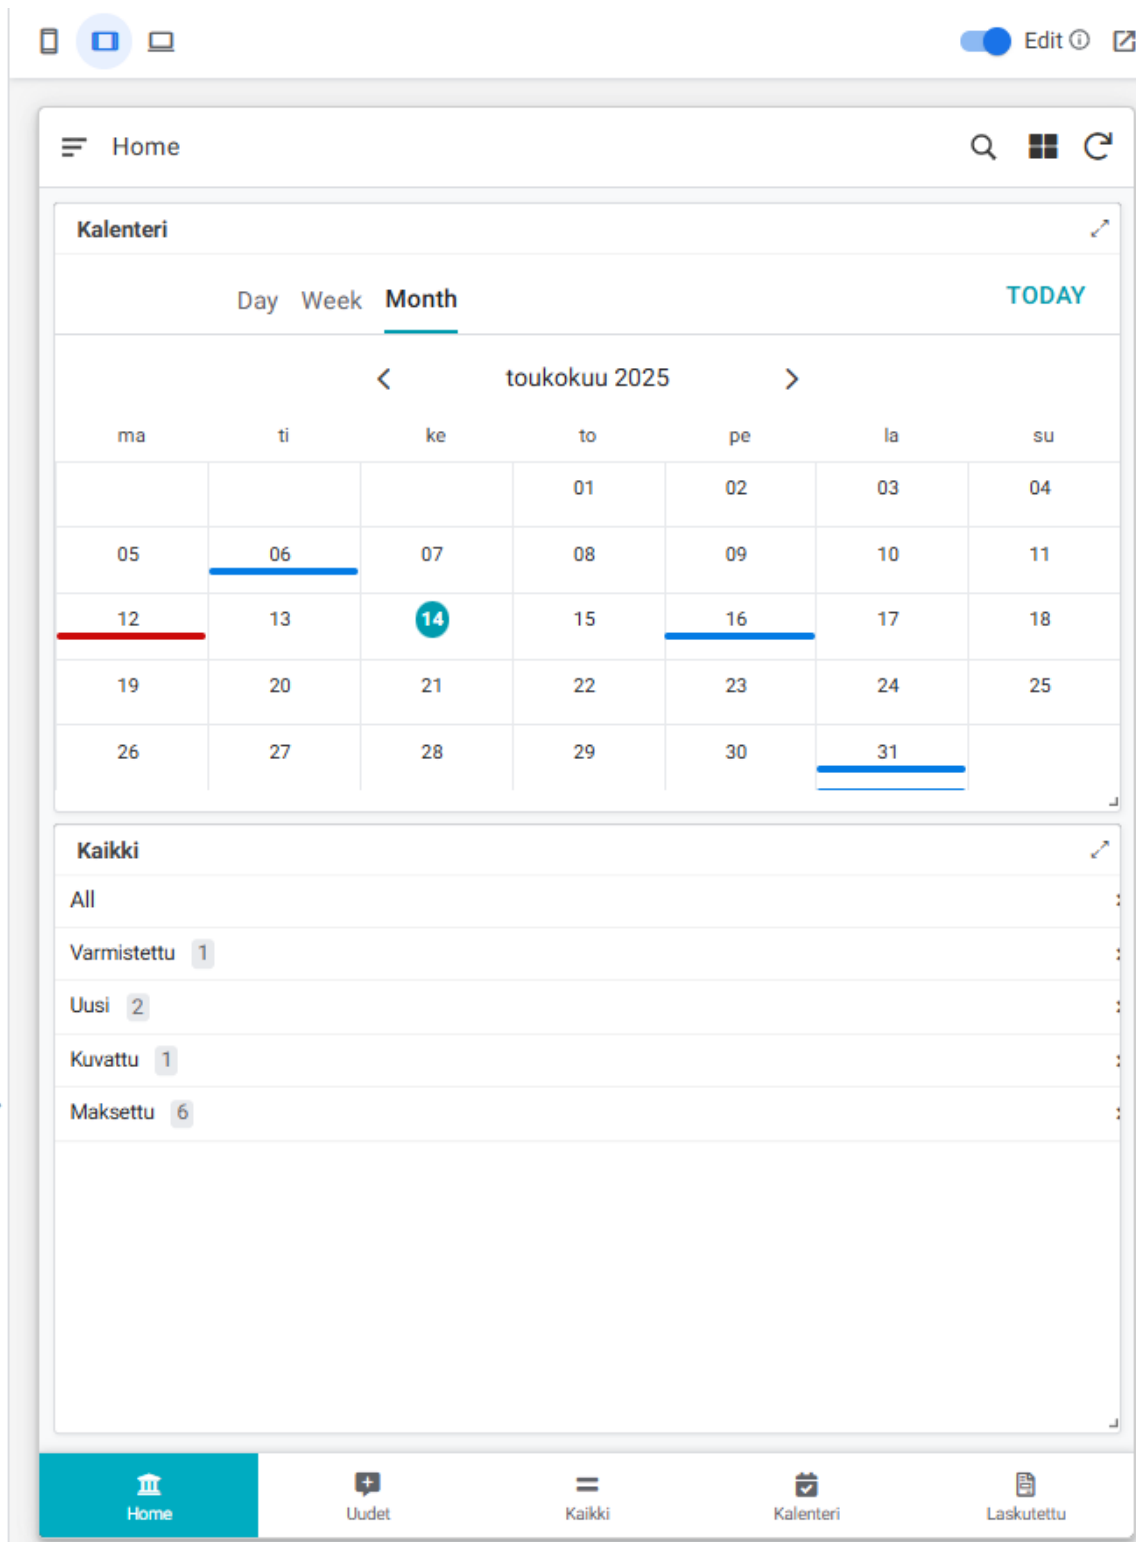 Edit
Home
Kalenteri
Day Week Month TODAY
toukokuu 2025
ma ti ke to pe la su
01 02 03 04
05 06 07 08 09 10 11
12 13 14 15 16 17 18
19 20 21 22 23 24 25
26 27 28 29 30 31
Kaikki
All
Varmistettu 1
Uusi 2
Kuvattu 1
Maksettu 6
Home Uudet Kaikki Kalenteri Laskutettu